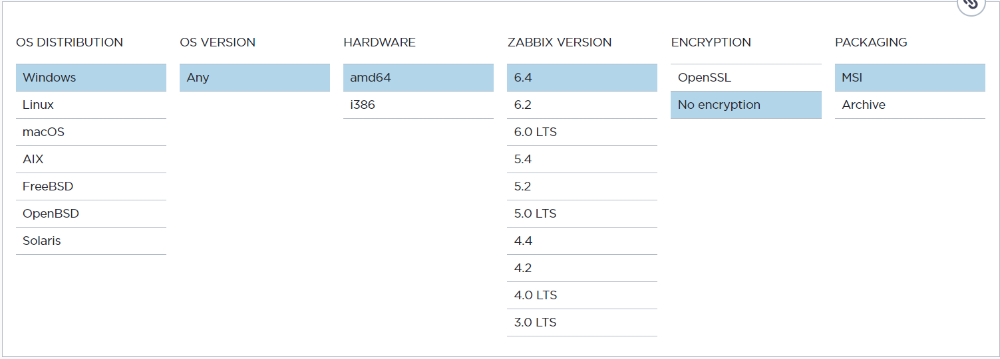 OS DISTRIBUTION
Windows
Linux
macOS
AIX
FreeBSD
OpenBSD
Solaris
OS VERSION
Any
HARDWARE
amd64
i386
ZABBIX VERSION
6.4
6.2
6.0 LTS
5.4
5.2
5.0 LTS
4.4
4.2
4.0 LTS
3.0 LTS
ENCRYPTION
OpenSSL
No encryption
PACKAGING
MSI
Archive